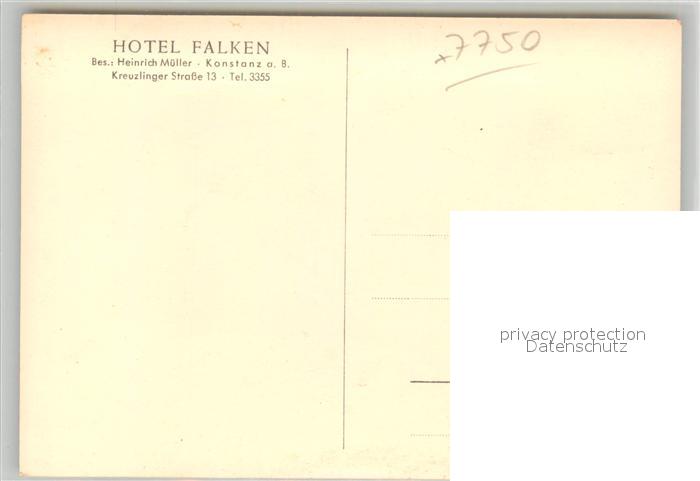 HOTEL FALKEN
Bes.: Heinrich Müller · Konstanz a. B.
Kreuzlinger Straße 13 · Tel. 3355
x7750
privacy protection
Datenschutz